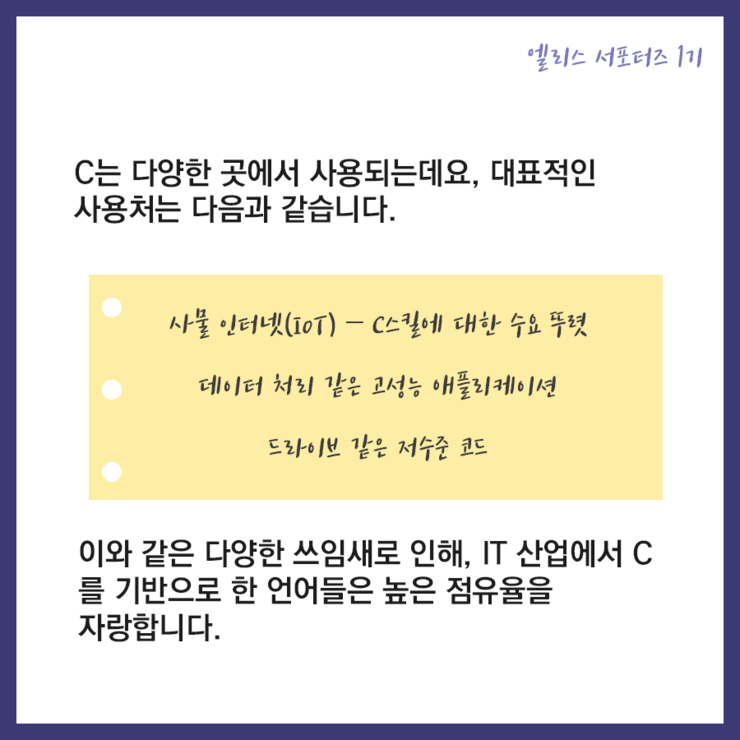 엘리스 서포터즈 1기
C는 다양한 곳에서 사용되는데요, 대표적인
사용처는 다음과 같습니다.
사물 인터넷(IoT) – C스킬에 대한 수요 뚜렷
데이터 처리 같은 고성능 애플리케이션
드라이브 같은 저수준 코드
이와 같은 다양한 쓰임새로 인해, IT 산업에서 C
를 기반으로 한 언어들은 높은 점유율을
자랑합니다.